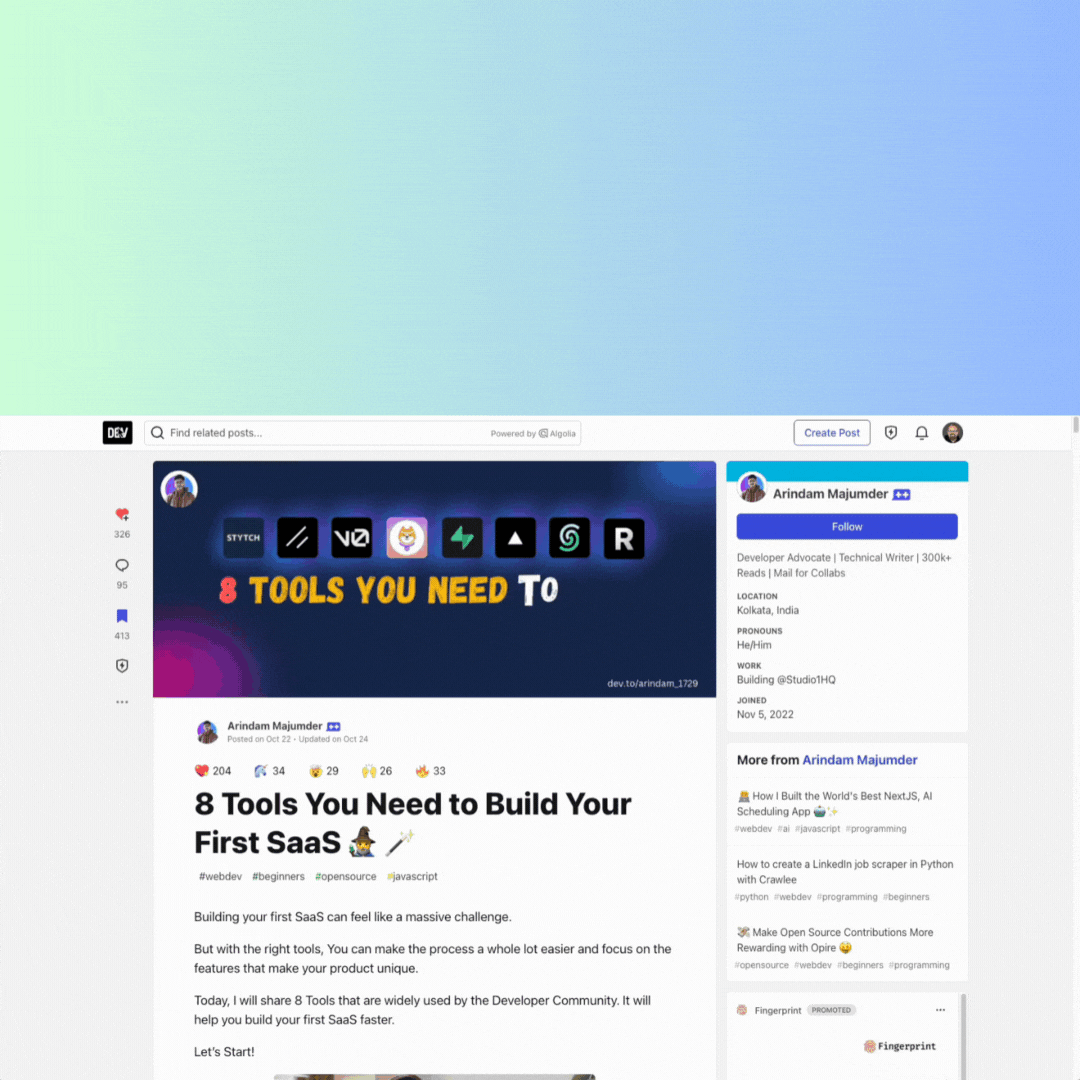 DEV
Find related posts...
Powered by Algolia
Create Post
326
95
413
STYTCH
V0
R
8 TOOLS YOU NEED TO
dev.to/arindam_1729
Arindam Majumder
Posted on Oct 22 • Updated on Oct 24
204 34 29 26 33
8 Tools You Need to Build Your
First SaaS
#webdev #beginners #opensource #javascript
Building your first SaaS can feel like a massive challenge.
But with the right tools, You can make the process a whole lot easier and focus on the
features that make your product unique.
Today, I will share 8 Tools that are widely used by the Developer Community. It will
help you build your first SaaS faster.
Let's Start!
Arindam Majumder
Follow
Developer Advocate | Technical Writer | 300k+
Reads | Mail for Collabs
LOCATION
Kolkata, India
PRONOUNS
He/Him
WORK
Building @Studio1HQ
JOINED
Nov 5, 2022
More from Arindam Majumder
How I Built the World's Best NextJS, AI
Scheduling App
#webdev #ai #javascript #programming
How to create a LinkedIn job scraper in Python
with Crawlee
#python #webdev #programming #beginners
Make Open Source Contributions More
Rewarding with Opire
#opensource #webdev #beginners #programming
Fingerprint PROMOTED
Fingerprint